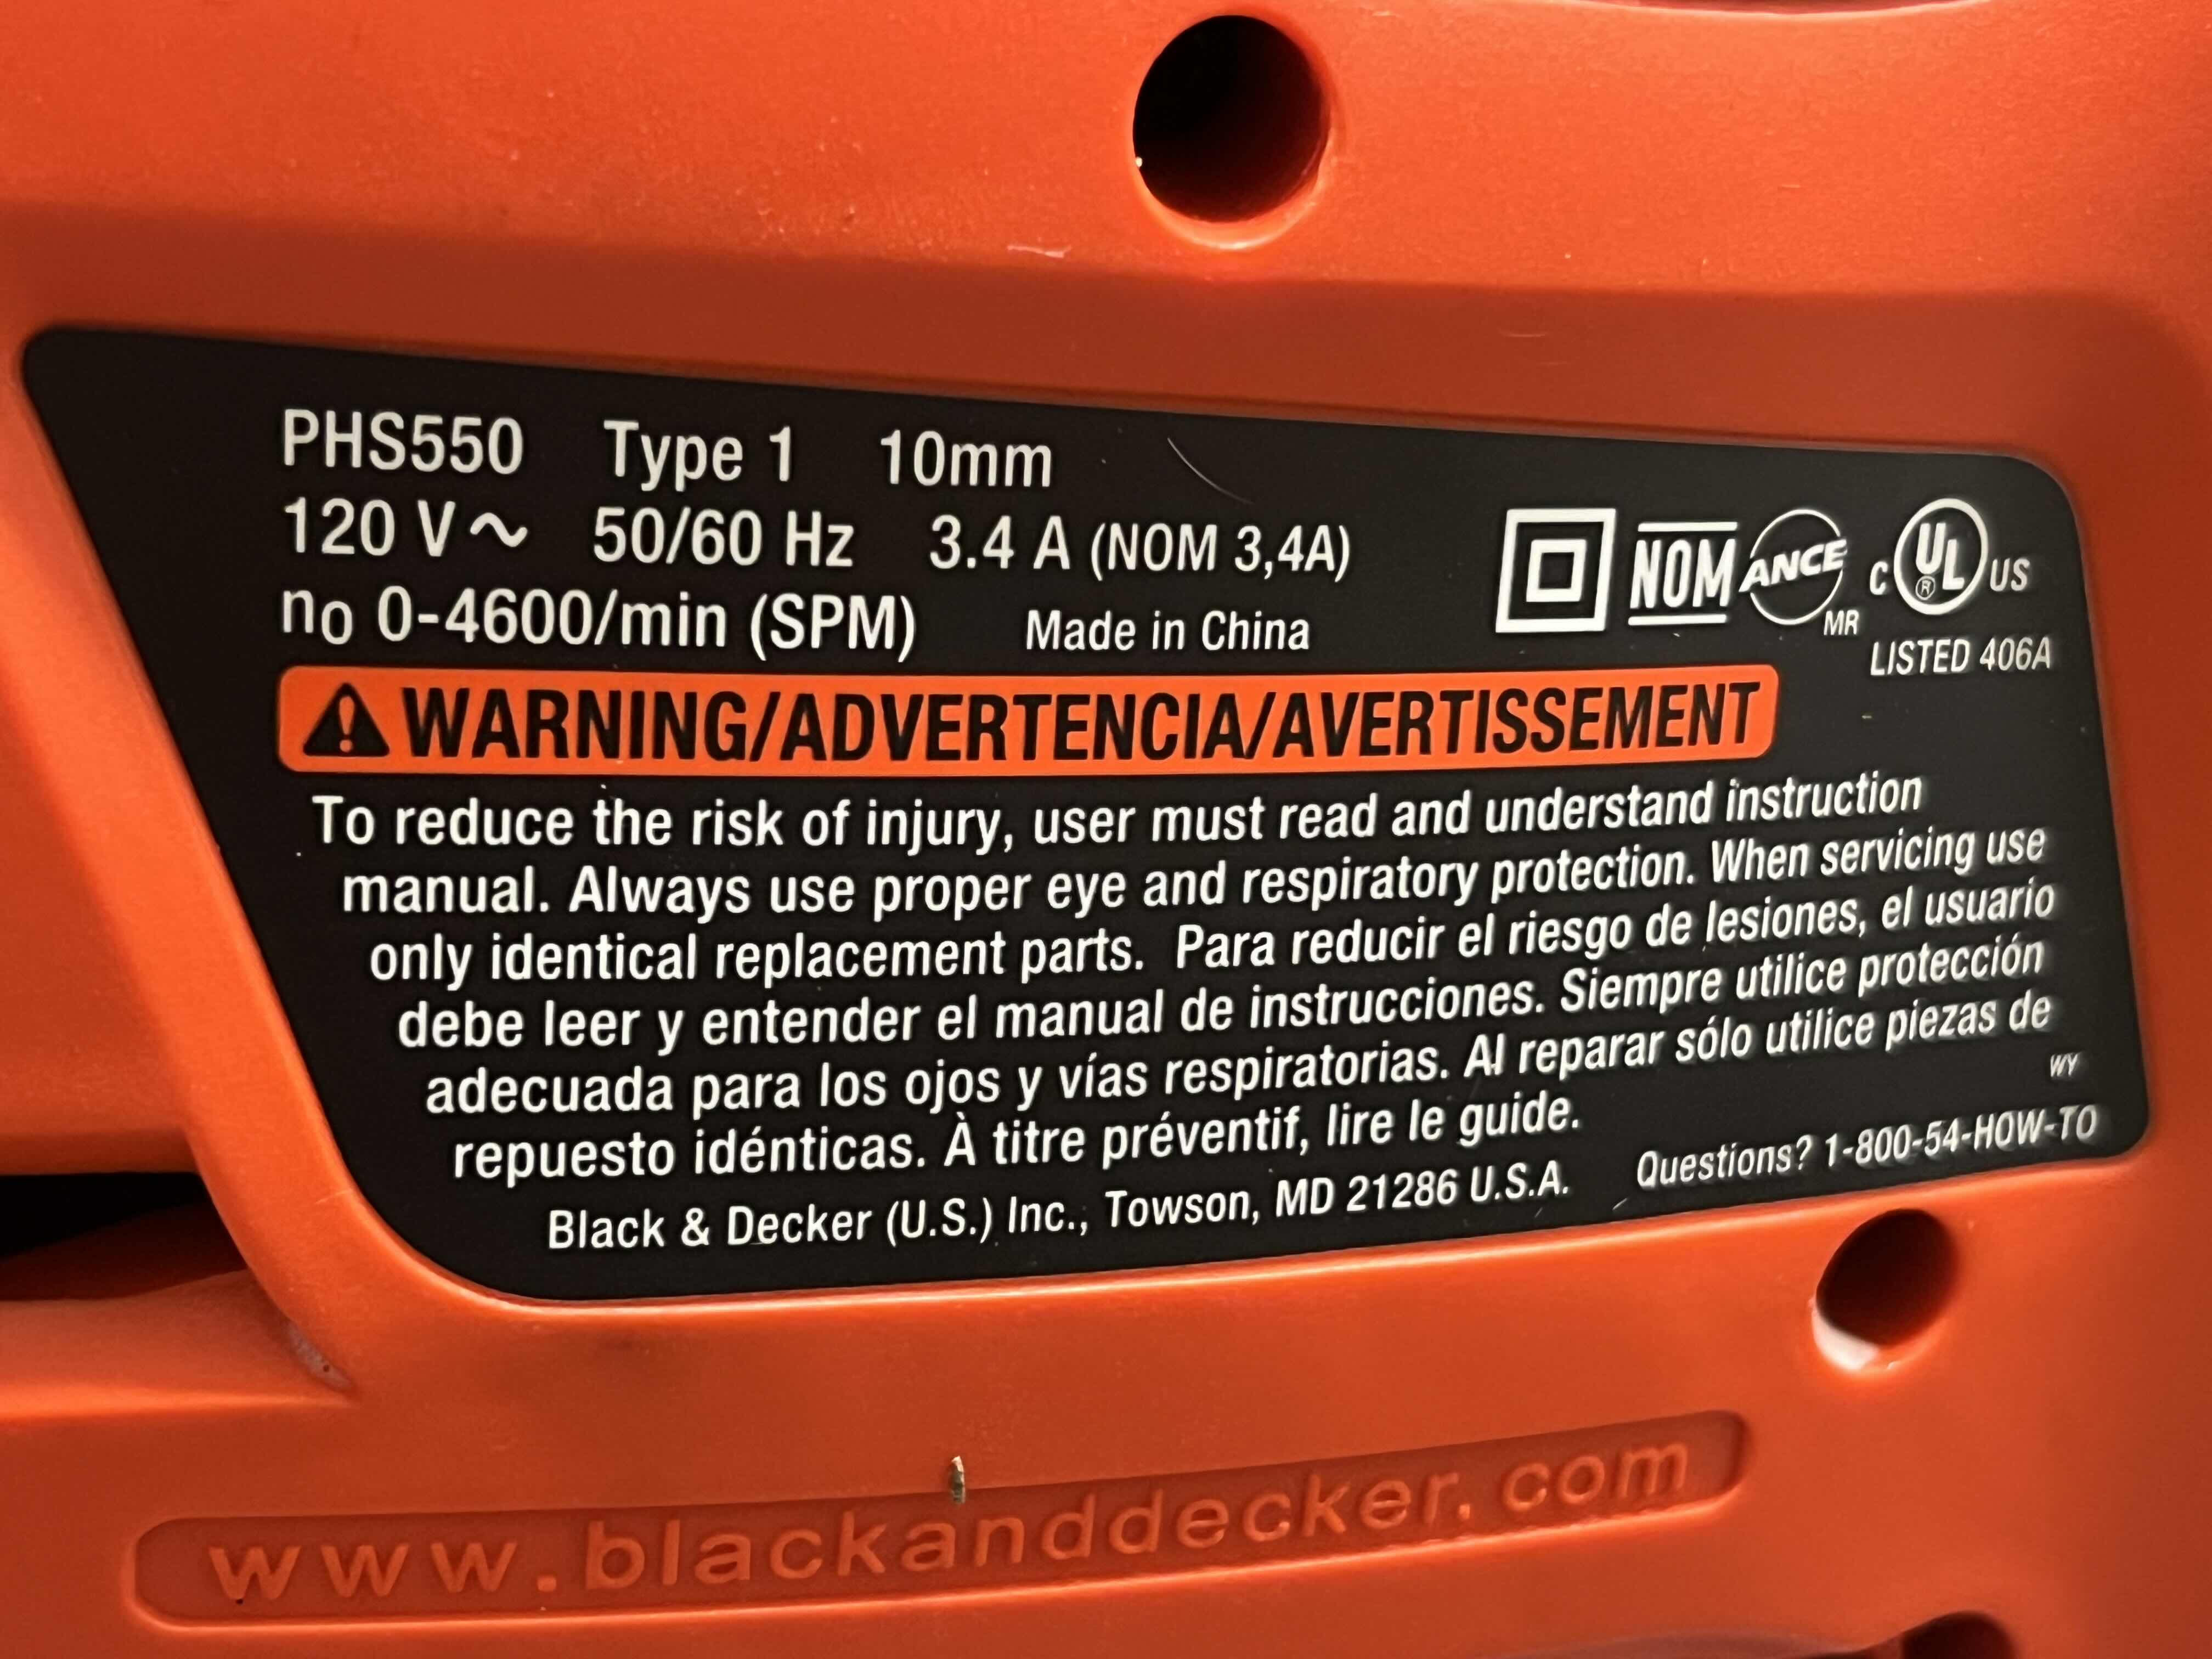 PHS550 Type 1 10mm
120 V~ 50/60 Hz 3.4 A (NOM 3,4A)
no 0-4600/min (SPM) Made in China
NOM ANCE MR C UL ® US
LISTED 406A
WARNING/ADVERTENCIA/AVERTISSEMENT
To reduce the risk of injury, user must read and understand instruction
manual. Always use proper eye and respiratory protection. When servicing use
only identical replacement parts. Para reducir el riesgo de lesiones, el usuario
debe leer y entender el manual de instrucciones. Siempre utilice protección
adecuada para los ojos y vías respiratorias. Al reparar sólo utilice piezas de
repuesto idénticas. À titre préventif, lire le guide.
WY
Black & Decker (U.S.) Inc., Towson, MD 21286 U.S.A. Questions? 1-800-54-HOW-TO
www.blackanddecker.com